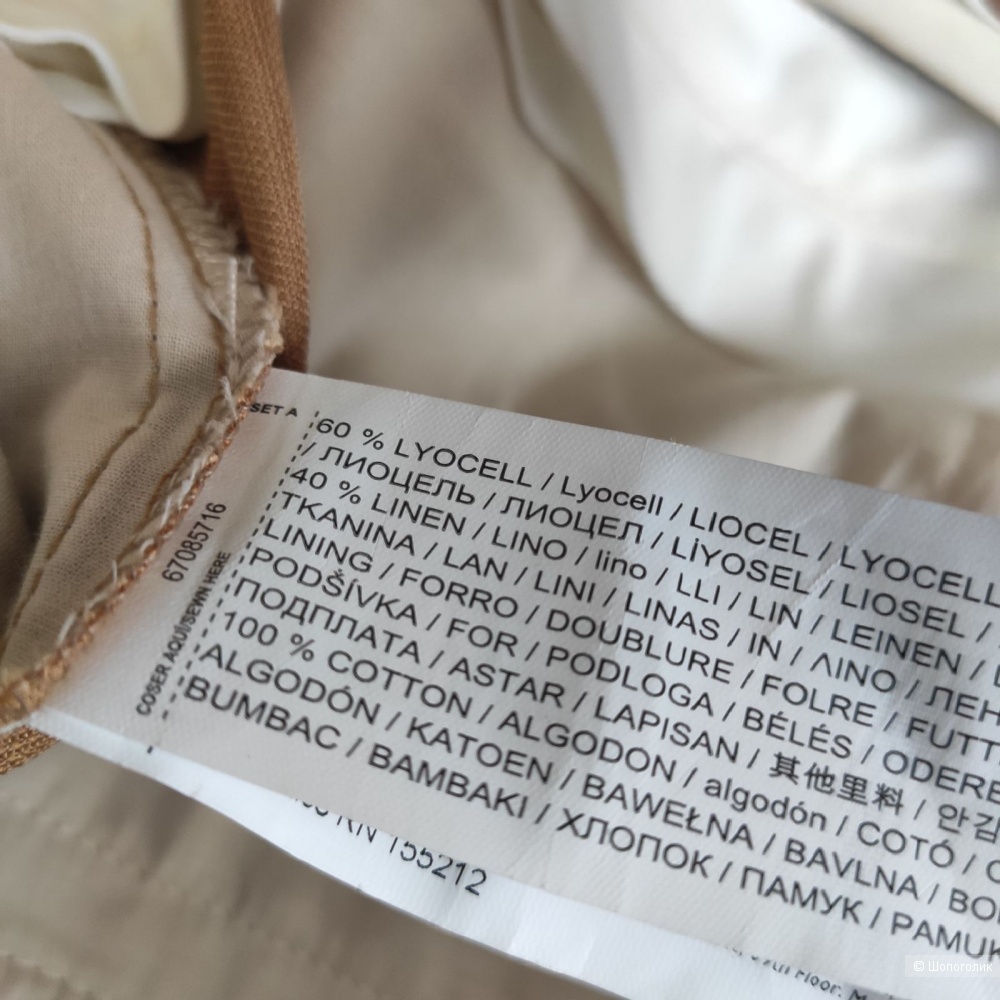 SET A
60 % LYOCELL / Lyocell / LIOCEL / LYOCELL
/ ЛИОЦЕЛЬ / ЛИОЦЕЛ / LİYOSEL / LIOSEL /
40 % LINEN / LINO / lino / LLI / LIN / LEINEN /
TKANINA / LAN / LINI / LINAS / IN / ΛΙΝΟ / ЛЕН
LINING / FORRO / DOUBLURE / FOLRE / FUTT
PODŠÍVKA / FOR / PODLOGA / BÉLÉS / ODERE
ПОДПЛАТА / ASTAR / LAPISAN / 其他里料 / 안감
100 % COTTON / ALGODON / algodón / COTÓ /
ALGODÓN / KATOEN / BAWEŁNA / BAVLNA / BO
BUMBAC / BAMBAKI / ХЛОПОК / ПАМУК / PAMUK
67085716
COSER AQUI/SEWN HERE
RN 155212
Floor.
© Шопоголик